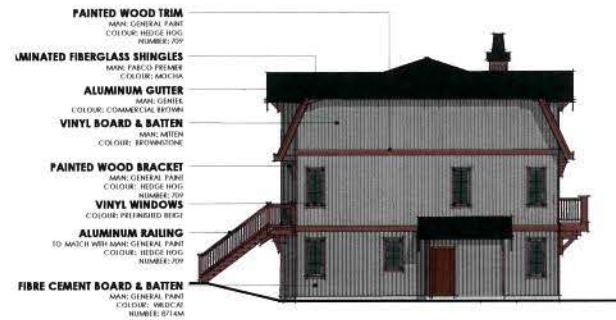 PAINTED WOOD TRIM
MAN: GENERAL PAINT
COLOUR: HEDGE HOG
NUMBER: 709
MINATED FIBERGLASS SHINGLES
MAN: PABCO PREMIER
COLOUR: MOCHA
ALUMINUM GUTTER
MAN: GENTEK
COLOUR: COMMERCIAL BROWN
VINYL BOARD & BATTEN
MAN: MITTEN
COLOUR: BROWNSTONE
PAINTED WOOD BRACKET
MAN: GENERAL PAINT
COLOUR: HEDGE HOG
NUMBER: 709
VINYL WINDOWS
COLOUR: PREFINISHED BEIGE
ALUMINUM RAILING
TO MATCH WITH MAN: GENERAL PAINT
COLOUR: HEDGE HOG
NUMBER: 709
FIBRE CEMENT BOARD & BATTEN
MAN: GENERAL PAINT
COLOUR: WILDCAT
NUMBER: 8714M